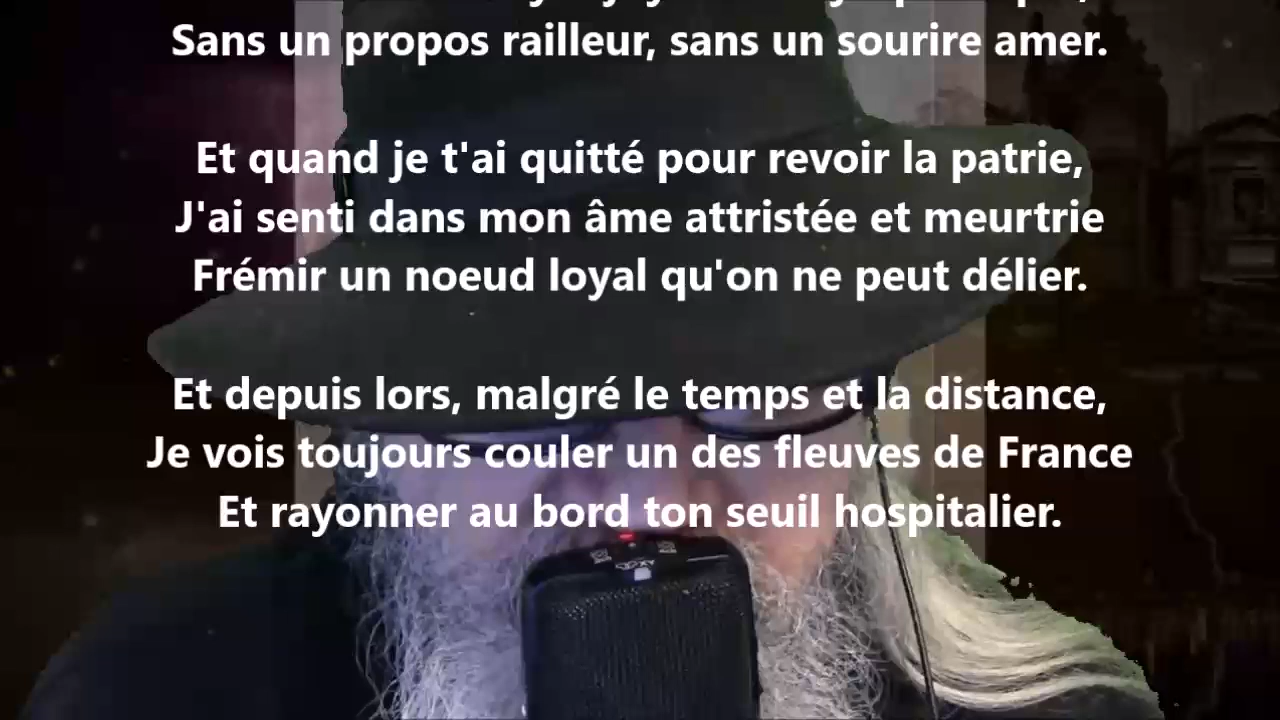 Sans un propos railleur, sans un sourire amer.
Et quand je t'ai quitté pour revoir la patrie,
J'ai senti dans mon âme attristée et meurtrie
Frémir un noeud loyal qu'on ne peut délier.
Et depuis lors, malgré le temps et la distance,
Je vois toujours couler un des fleuves de France
Et rayonner au bord ton seuil hospitalier.